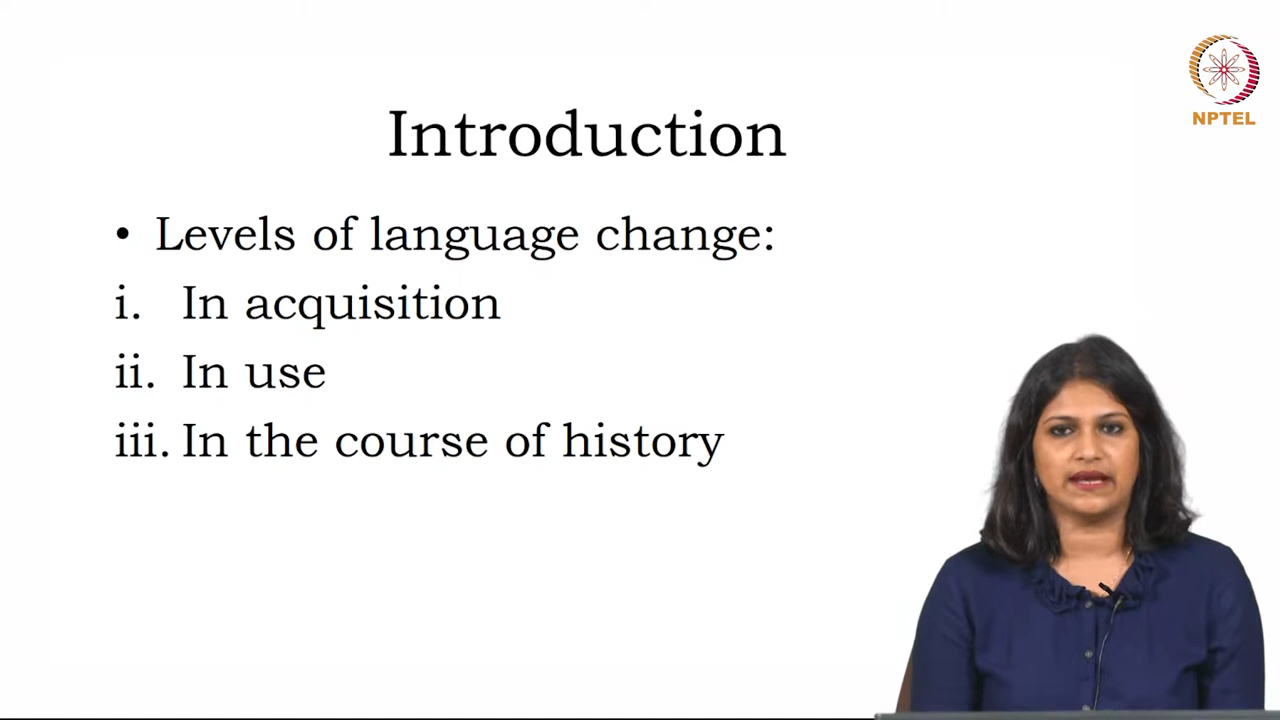 NPTEL
Introduction
• Levels of language change:
i. In acquisition
ii. In use
iii. In the course of history